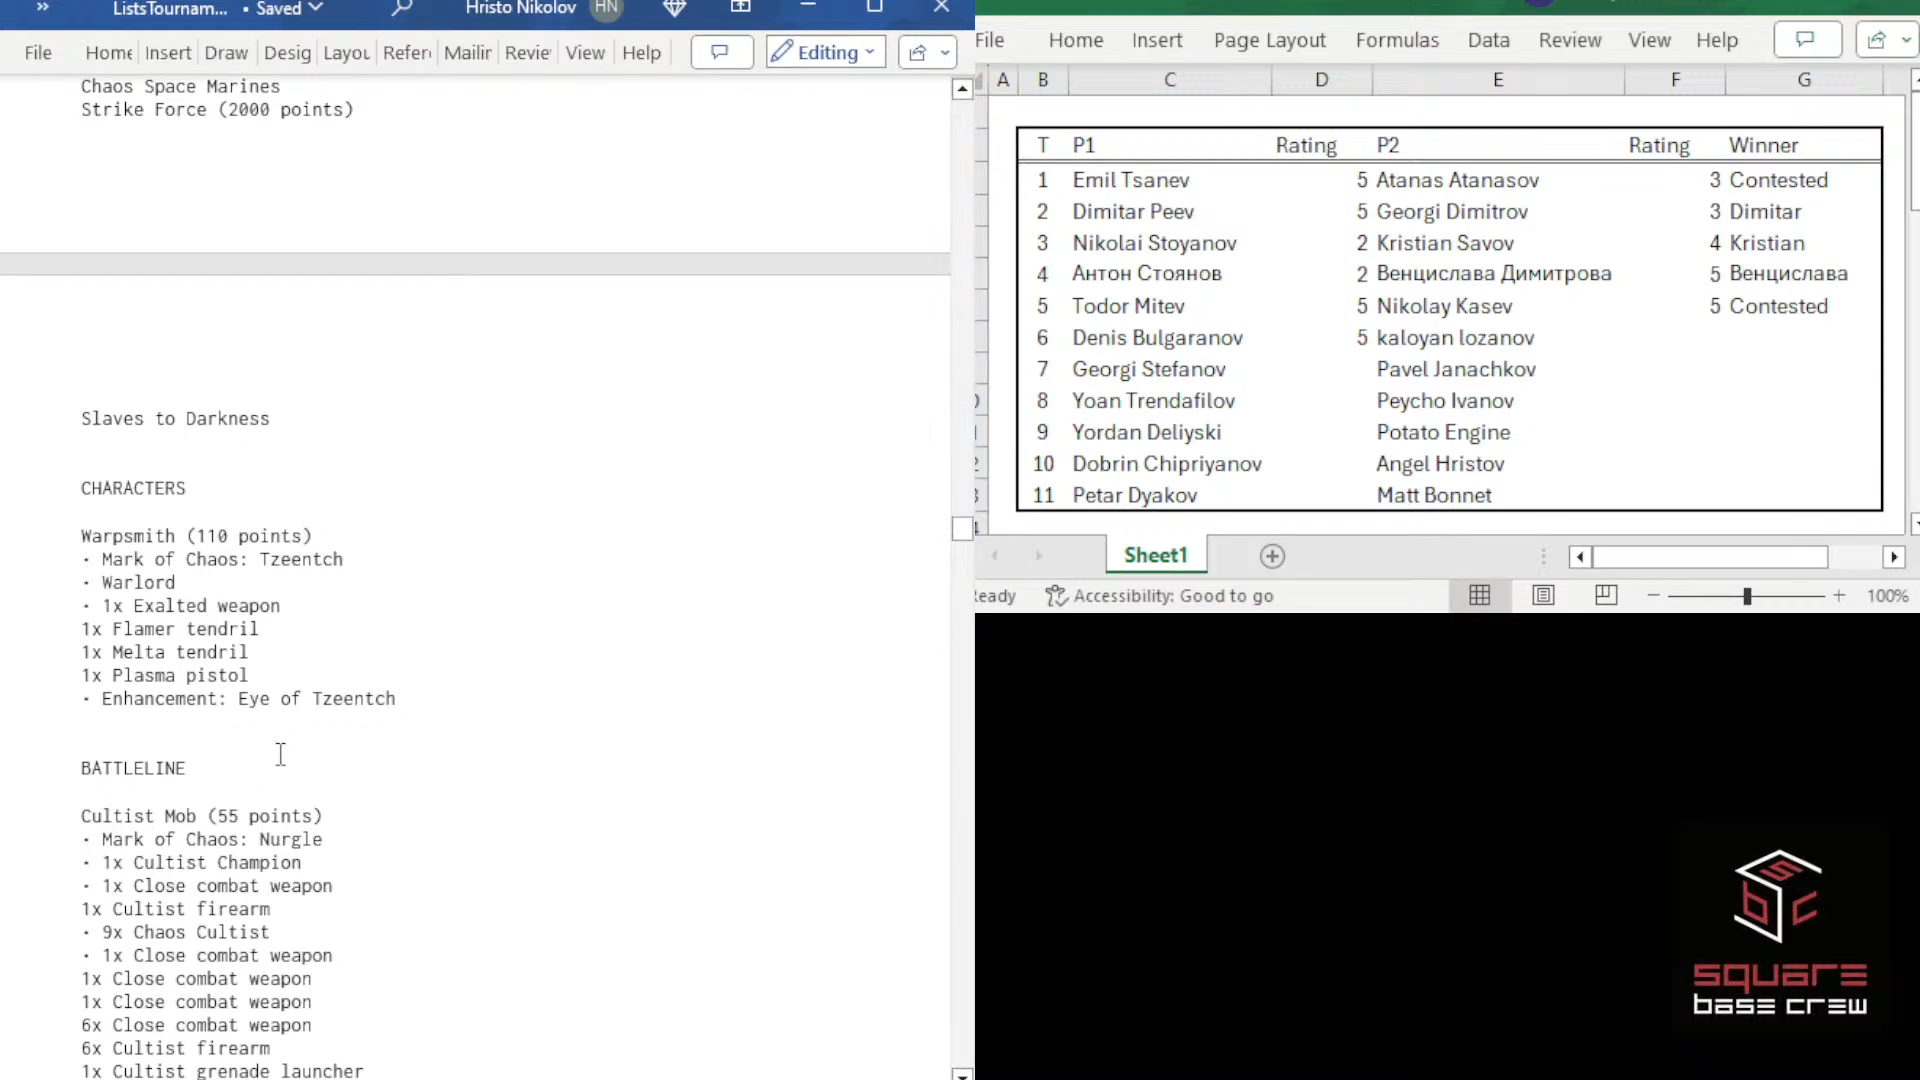 ListsTournam... • Saved
Hristo Nikolov HN
File Home Insert Draw Desig Layou Refer Mailin Revie View Help Editing
Chaos Space Marines
Strike Force (2000 points)
Slaves to Darkness
CHARACTERS
Warpsmith (110 points)
• Mark of Chaos: Tzeentch
• Warlord
• 1x Exalted weapon
1x Flamer tendril
1x Melta tendril
1x Plasma pistol
• Enhancement: Eye of Tzeentch
BATTLELINE
Cultist Mob (55 points)
• Mark of Chaos: Nurgle
• 1x Cultist Champion
• 1x Close combat weapon
1x Cultist firearm
• 9x Chaos Cultist
• 1x Close combat weapon
1x Close combat weapon
1x Close combat weapon
6x Close combat weapon
6x Cultist firearm
1x Cultist grenade launcher
File Home Insert Page Layout Formulas Data Review View Help
A B C D E F G
T P1 Rating P2 Rating Winner
1 Emil Tsanev 5 Atanas Atanasov 3 Contested
2 Dimitar Peev 5 Georgi Dimitrov 3 Dimitar
3 Nikolai Stoyanov 2 Kristian Savov 4 Kristian
4 Антон Стоянов 2 Венцислава Димитрова 5 Венцислава
5 Todor Mitev 5 Nikolay Kasev 5 Contested
6 Denis Bulgaranov 5 kaloyan lozanov
7 Georgi Stefanov Pavel Janachkov
8 Yoan Trendafilov Peycho Ivanov
9 Yordan Deliyski Potato Engine
10 Dobrin Chipriyanov Angel Hristov
11 Petar Dyakov Matt Bonnet
Sheet1
eady Accessibility: Good to go 100%
sbc
square
base crew